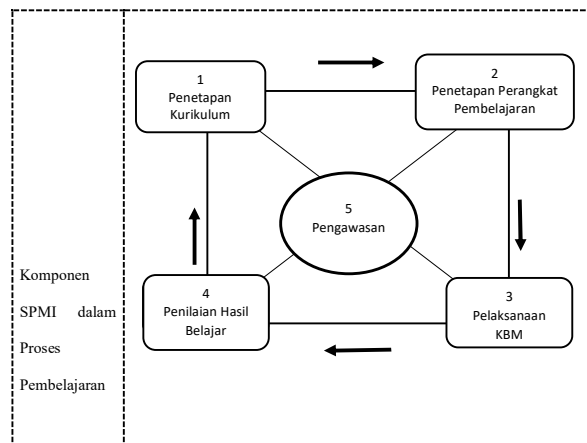 1
Penetapan
Kurikulum
2
Penetapan Perangkat
Pembelajaran
5
Pengawasan
4
Penilaian Hasil
Belajar
3
Pelaksanaan
KBM
Komponen
SPMI dalam
Proses
Pembelajaran